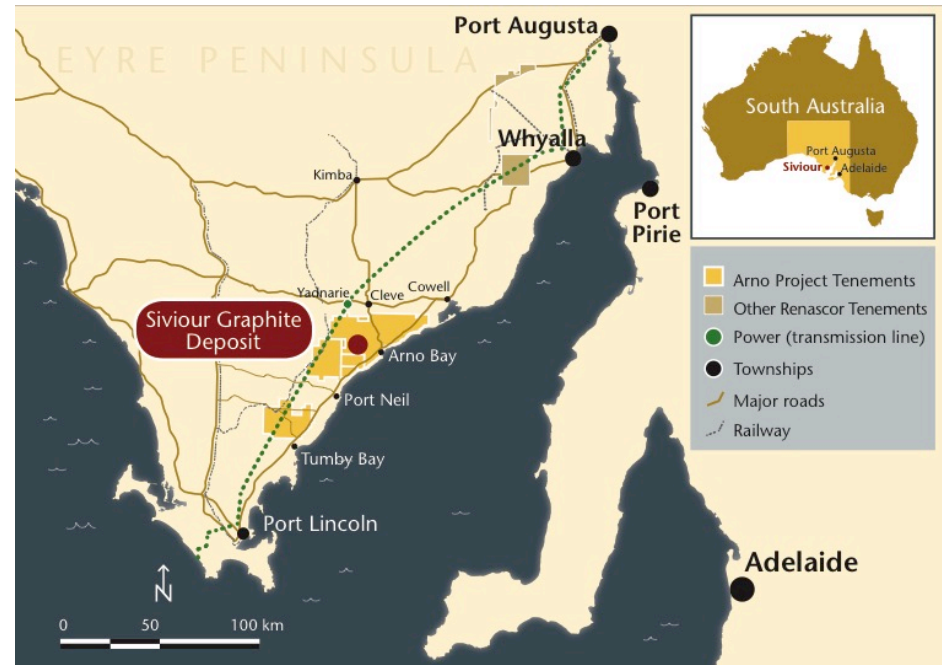 EYRE PENINSULA
Port Augusta
Whyalla
Kimba
Port
Pirie
Yadnarie
Cleve
Cowell
Siviour Graphite
Deposit
Arno Bay
Port Neil
Tumby Bay
Port Lincoln
Adelaide
N
0 50 100 km
South Australia
Port Augusta
Siviour
Adelaide
Arno Project Tenements
Other Renascor Tenements
Power (transmission line)
Townships
Major roads
Railway